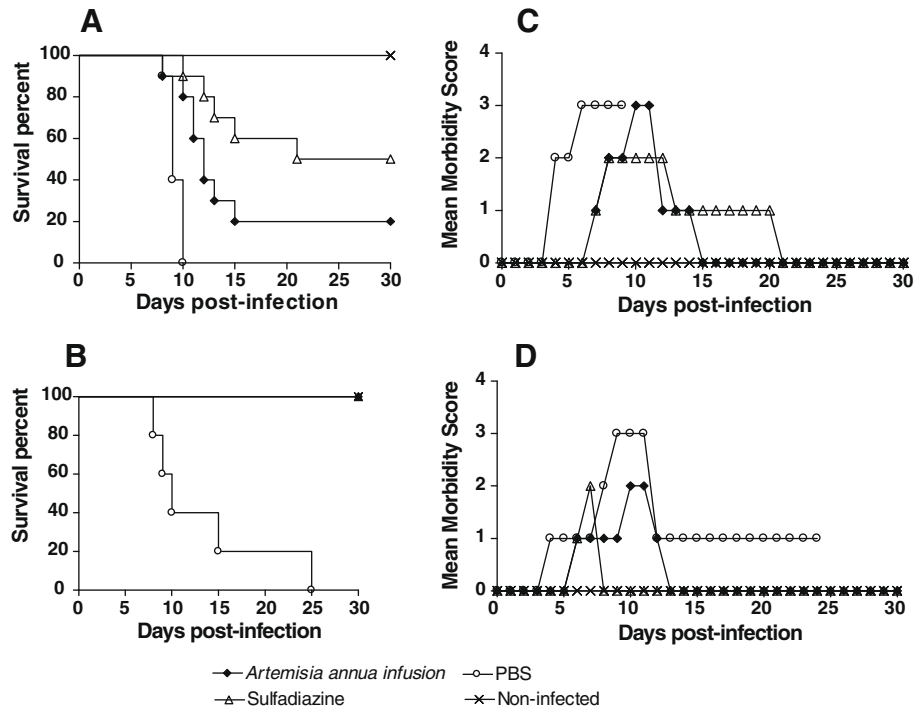 A
Survival percent
100
80
60
40
20
0
0 5 10 15 20 25 30
Days post-infection
C
Mean Morbidity Score
4
3
2
1
0
0 5 10 15 20 25 30
Days post-infection
B
Survival percent
100
80
60
40
20
0
0 5 10 15 20 25 30
Days post-infection
D
Mean Morbidity Score
4
3
2
1
0
0 5 10 15 20 25 30
Days post-infection
Artemisia annua infusion
PBS
Sulfadiazine
Non-infected